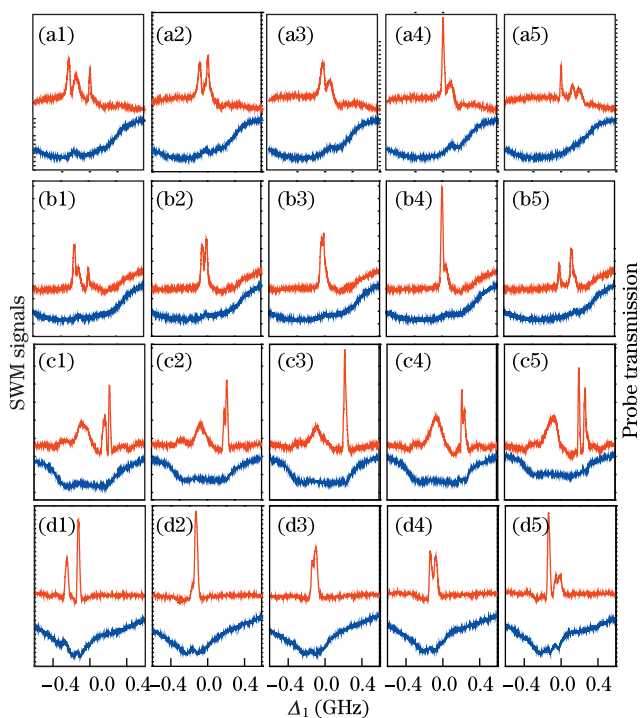 (a1) (a2) (a3) (a4) (a5)
(b1) (b2) (b3) (b4) (b5)
(c1) (c2) (c3) (c4) (c5)
(d1) (d2) (d3) (d4) (d5)
SWM signals
Probe transmission
−0.4 0.0 0.4 −0.4 0.0 0.4 −0.4 0.0 0.4 −0.4 0.0 0.4 −0.4 0.0 0.4
Δ₁ (GHz)